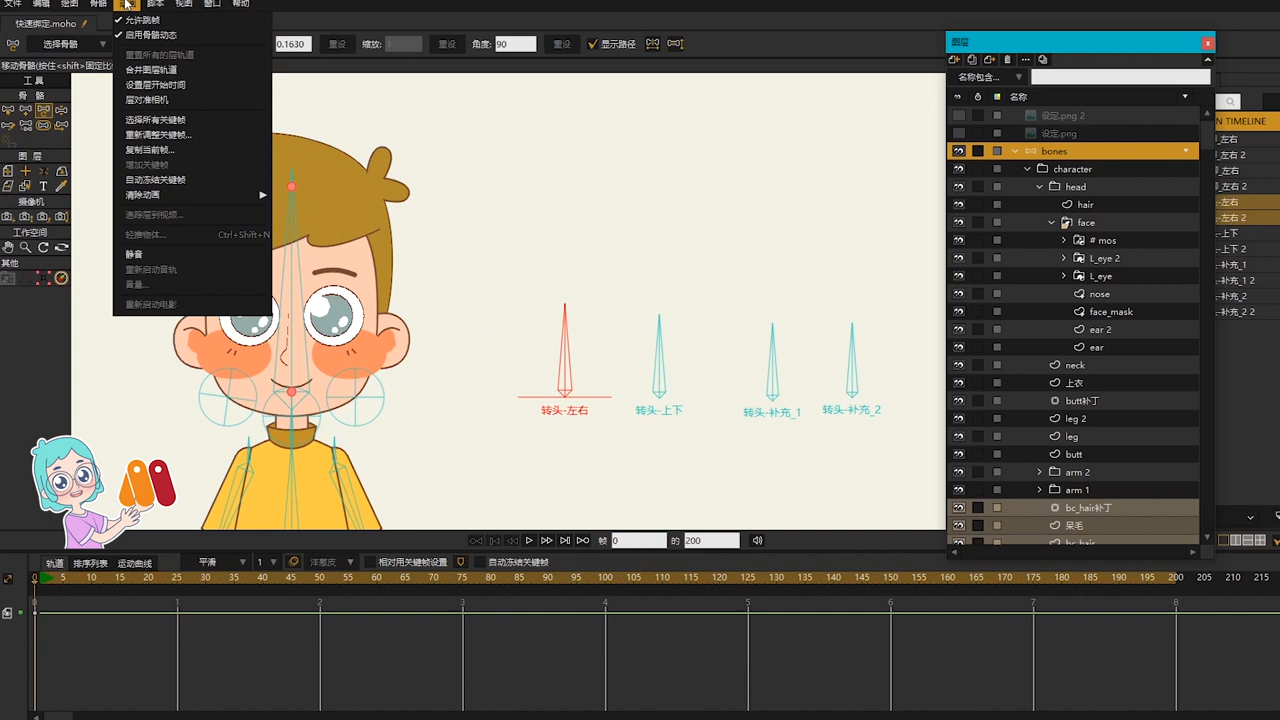 文件 编辑 绘图 骨骼 动画 脚本 视图 窗口 帮助
快速绑定.moho
选择骨骼
0.1630 重设 缩放: 1 重设 角度: 90 重设 显示路径
移动骨骼(按住<shift>固定比
工具
骨 骼
图 层
摄像机
工作空间
其他
允许跳帧
启用骨骼动态
重置所有的层轨道
合并图层轨道
设置层开始时间
层对准相机
选择所有关键帧
重新调整关键帧...
复制当前帧...
增加关键帧
自动冻结关键帧
清除动画
追踪层到视频...
轻推物体... Ctrl+Shift+N
静音
重新启动音轨
音量...
重新启动电影
转头-左右
转头-上下
转头-补充_1
转头-补充_2
图层
名称包含...
名称
设定.png 2
设定.png
bones
character
head
hair
face
# mos
L_eye 2
L_eye
nose
face_mask
ear 2
ear
neck
上衣
butt补丁
leg 2
leg
butt
arm 2
arm 1
bc_hair补丁
呆毛
N TIMELINE
_左右
_左右 2
_左右
_左右 2
-左右
-左右 2
-上下
-上下 2
-补充_1
-补充_1 2
-补充_2
-补充_2 2
帧 0 的 200
轨道 排序列表 运动曲线 平滑 1 洋葱皮 相对用关键帧设置 自动冻结关键帧
0 5 10 15 20 25 30 35 40 45 50 55 60 65 70 75 80 85 90 95 100 105 110 115 120 125 130 135 140 145 150 155 160 165 170 175 180 185 190 195 200 205 210 215
0 1 2 3 4 5 6 7 8